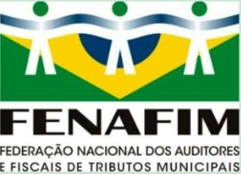 FENAFIM
FEDERAÇÃO NACIONAL DOS AUDITORES
E FISCAIS DE TRIBUTOS MUNICIPAIS